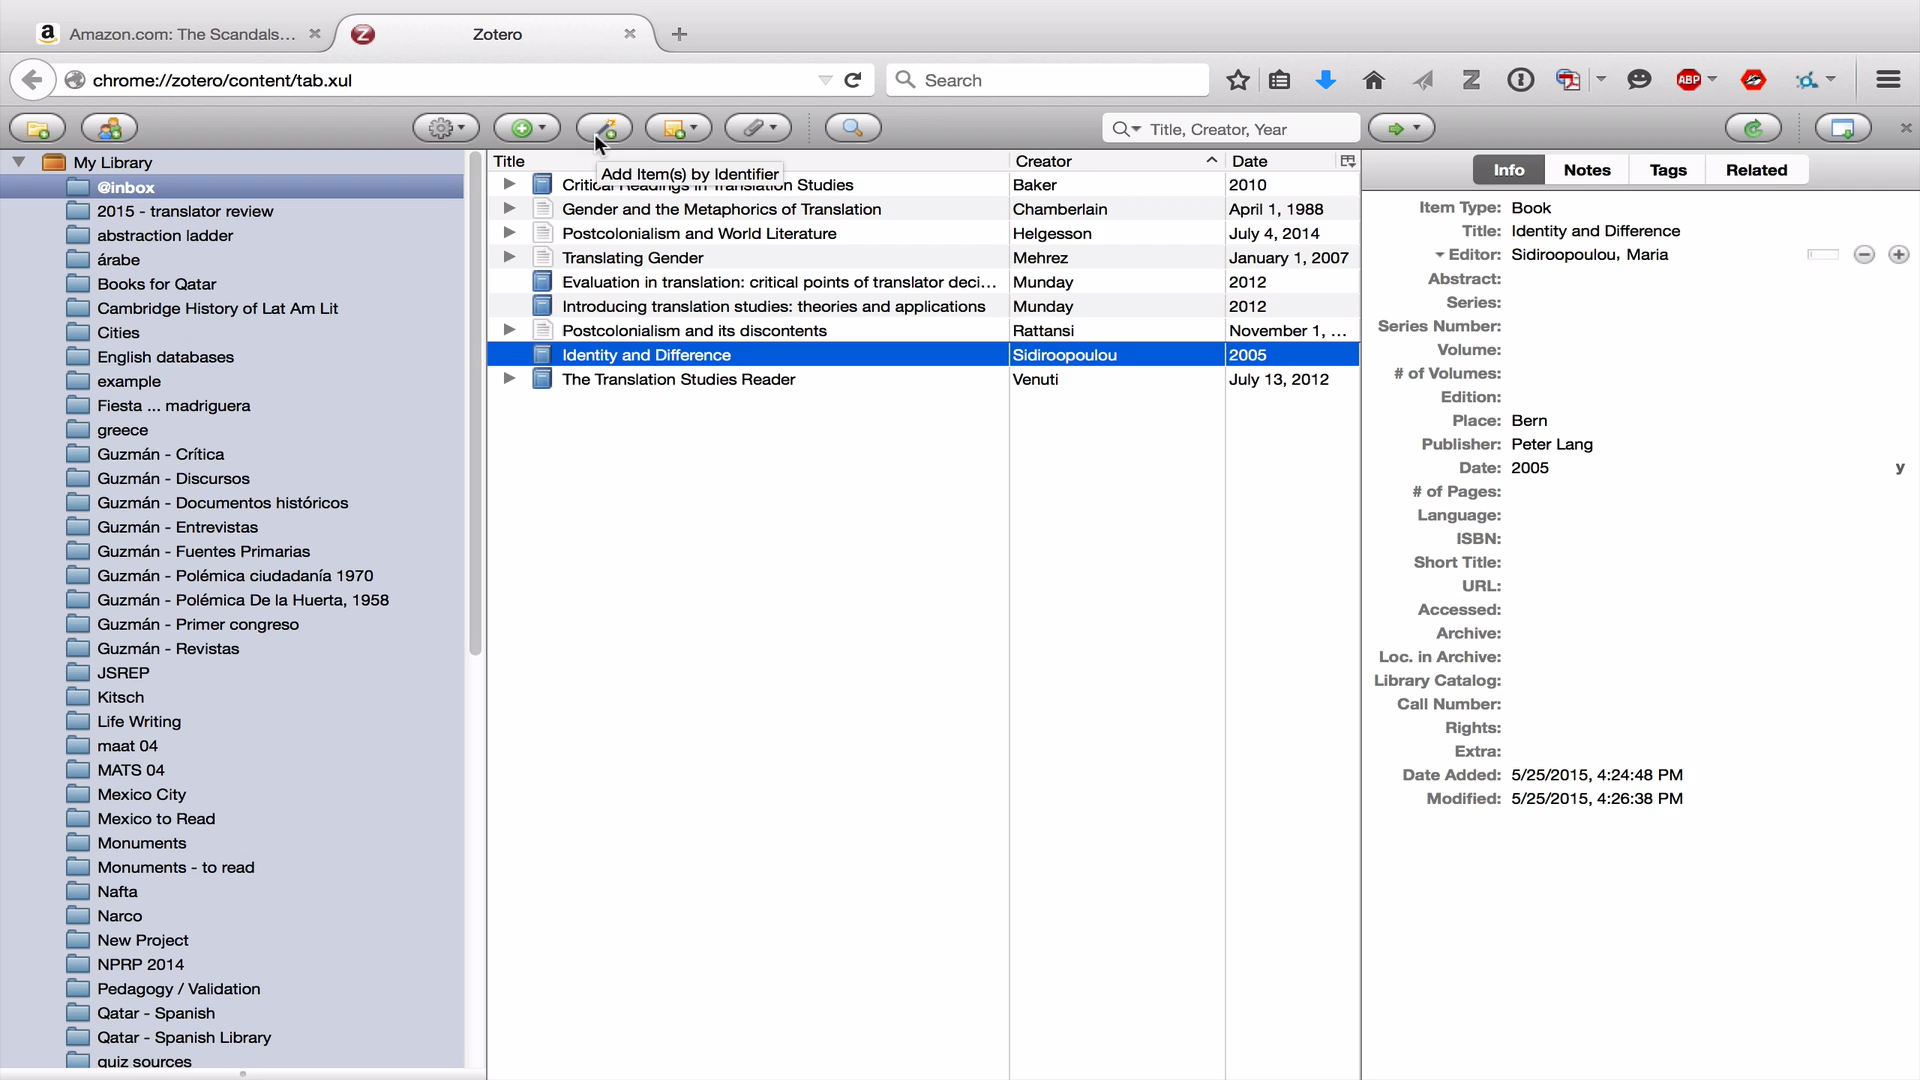 Amazon.com: The Scandals...
Zotero
chrome://zotero/content/tab.xul
Search
ABP
Title, Creator, Year
My Library
@inbox
2015 - translator review
abstraction ladder
árabe
Books for Qatar
Cambridge History of Lat Am Lit
Cities
English databases
example
Fiesta ... madriguera
greece
Guzmán - Crítica
Guzmán - Discursos
Guzmán - Documentos históricos
Guzmán - Entrevistas
Guzmán - Fuentes Primarias
Guzmán - Polémica ciudadanía 1970
Guzmán - Polémica De la Huerta, 1958
Guzmán - Primer congreso
Guzmán - Revistas
JSREP
Kitsch
Life Writing
maat 04
MATS 04
Mexico City
Mexico to Read
Monuments
Monuments - to read
Nafta
Narco
New Project
NPRP 2014
Pedagogy / Validation
Qatar - Spanish
Qatar - Spanish Library
quiz sources
Title Creator Date
Add Item(s) by Identifier
Critical Readings in Translation Studies Baker 2010
Gender and the Metaphorics of Translation Chamberlain April 1, 1988
Postcolonialism and World Literature Helgesson July 4, 2014
Translating Gender Mehrez January 1, 2007
Evaluation in translation: critical points of translator deci... Munday 2012
Introducing translation studies: theories and applications Munday 2012
Postcolonialism and its discontents Rattansi November 1, ...
Identity and Difference Sidiroopoulou 2005
The Translation Studies Reader Venuti July 13, 2012
Info Notes Tags Related
Item Type: Book
Title: Identity and Difference
Editor: Sidiroopoulou, Maria
Abstract:
Series:
Series Number:
Volume:
# of Volumes:
Edition:
Place: Bern
Publisher: Peter Lang
Date: 2005 y
# of Pages:
Language:
ISBN:
Short Title:
URL:
Accessed:
Archive:
Loc. in Archive:
Library Catalog:
Call Number:
Rights:
Extra:
Date Added: 5/25/2015, 4:24:48 PM
Modified: 5/25/2015, 4:26:38 PM